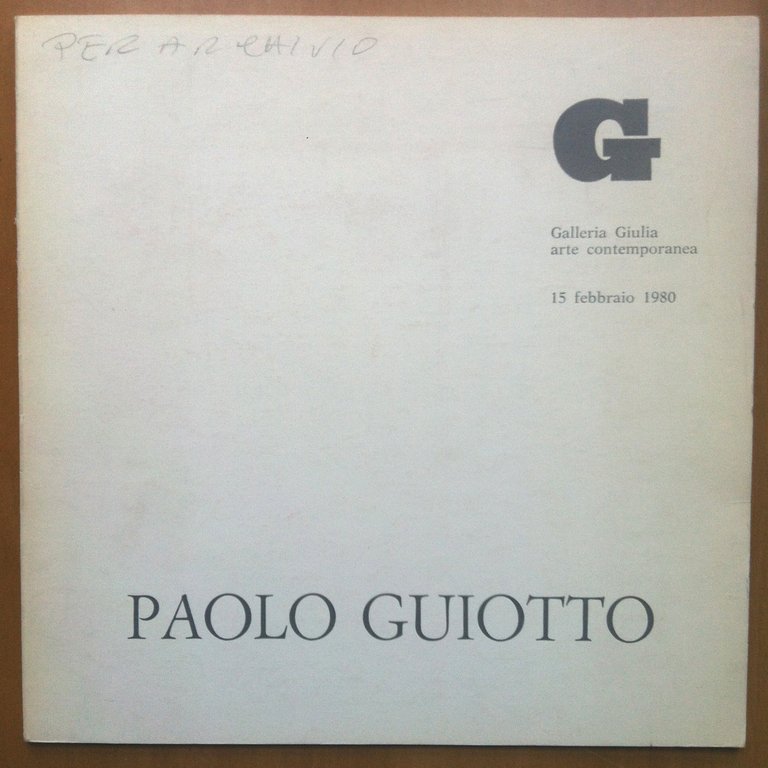 PER ARCHIVIO
G
Galleria Giulia
arte contemporanea
15 febbraio 1980
PAOLO GUIOTTO